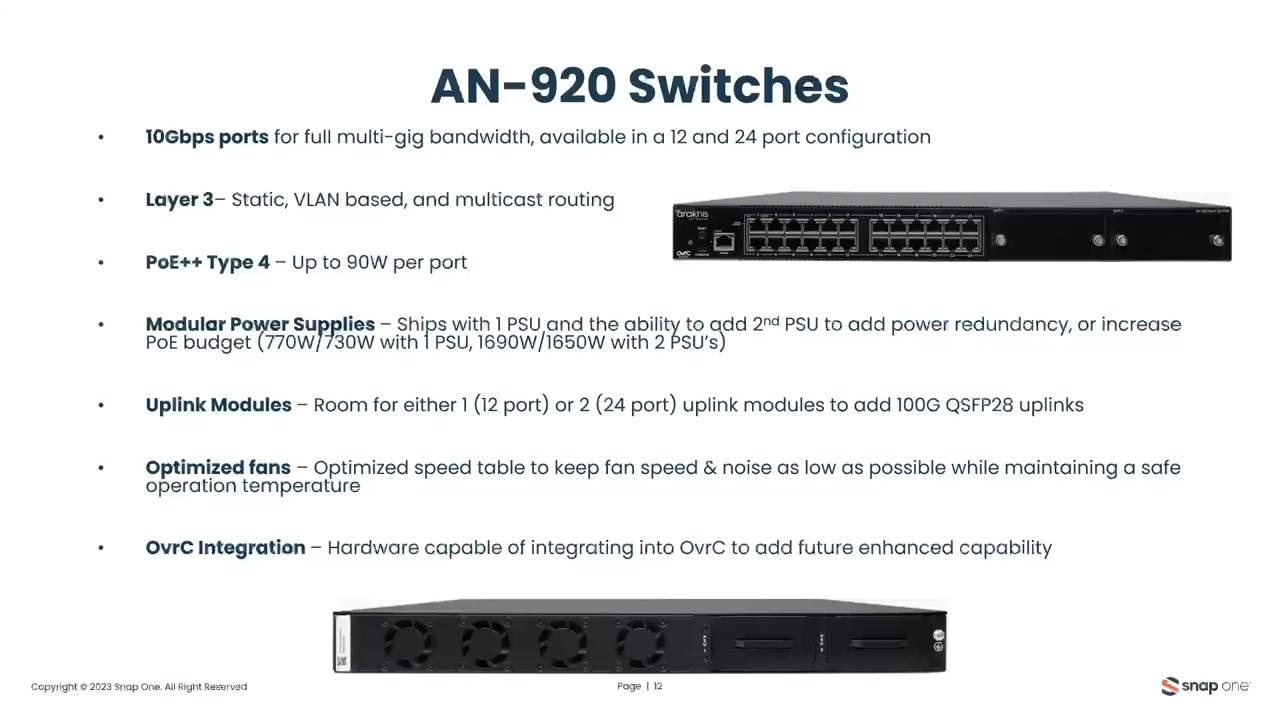 AN-920 Switches
• 10Gbps ports for full multi-gig bandwidth, available in a 12 and 24 port configuration
• Layer 3– Static, VLAN based, and multicast routing
araknis
OvrC
• PoE++ Type 4 – Up to 90W per port
• Modular Power Supplies – Ships with 1 PSU and the ability to add 2nd PSU to add power redundancy, or increase
PoE budget (770W/730W with 1 PSU, 1690W/1650W with 2 PSU's)
• Uplink Modules – Room for either 1 (12 port) or 2 (24 port) uplink modules to add 100G QSFP28 uplinks
• Optimized fans – Optimized speed table to keep fan speed & noise as low as possible while maintaining a safe
operation temperature
• OvrC Integration – Hardware capable of integrating into OvrC to add future enhanced capability
Copyright © 2023 Snap One. All Right Reserved
Page | 12
snap one